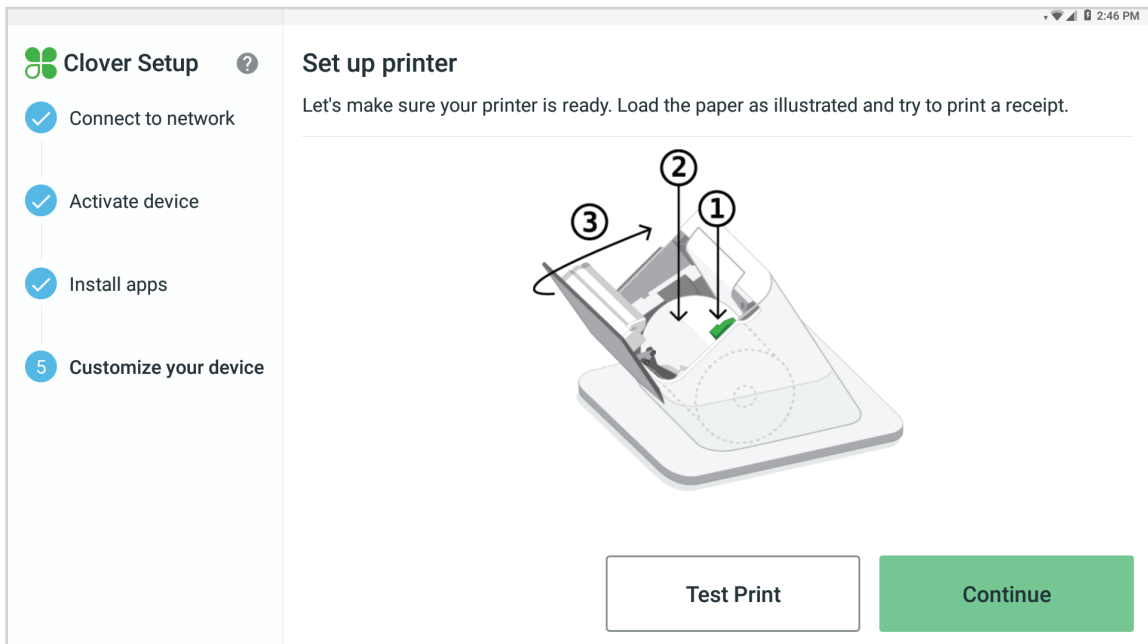 2:46 PM
Clover Setup ?
Connect to network
Activate device
Install apps
5 Customize your device
Set up printer
Let's make sure your printer is ready. Load the paper as illustrated and try to print a receipt.
2
1
3
Test Print
Continue